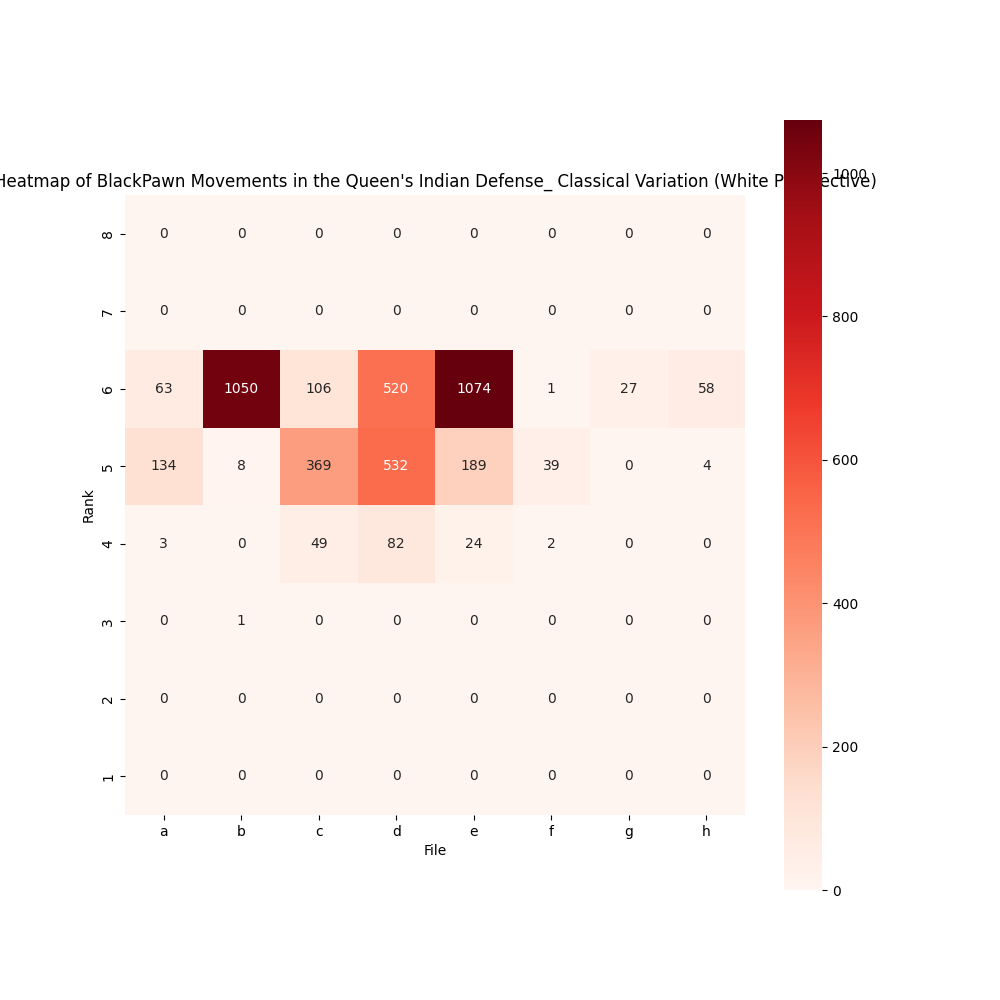 Heatmap of BlackPawn Movements in the Queen's Indian Defense_ Classical Variation (White P ective)
1000
8 0 0 0 0 0 0 0 0
800
7 0 0 0 0 0 0 0 0
6 63 1050 106 520 1074 1 27 58
600
5 134 8 369 532 189 39 0 4
Rank
4 3 0 49 82 24 2 0 0
400
3 0 1 0 0 0 0 0 0
2 0 0 0 0 0 0 0 0
200
1 0 0 0 0 0 0 0 0
a b c d e f g h
File
0